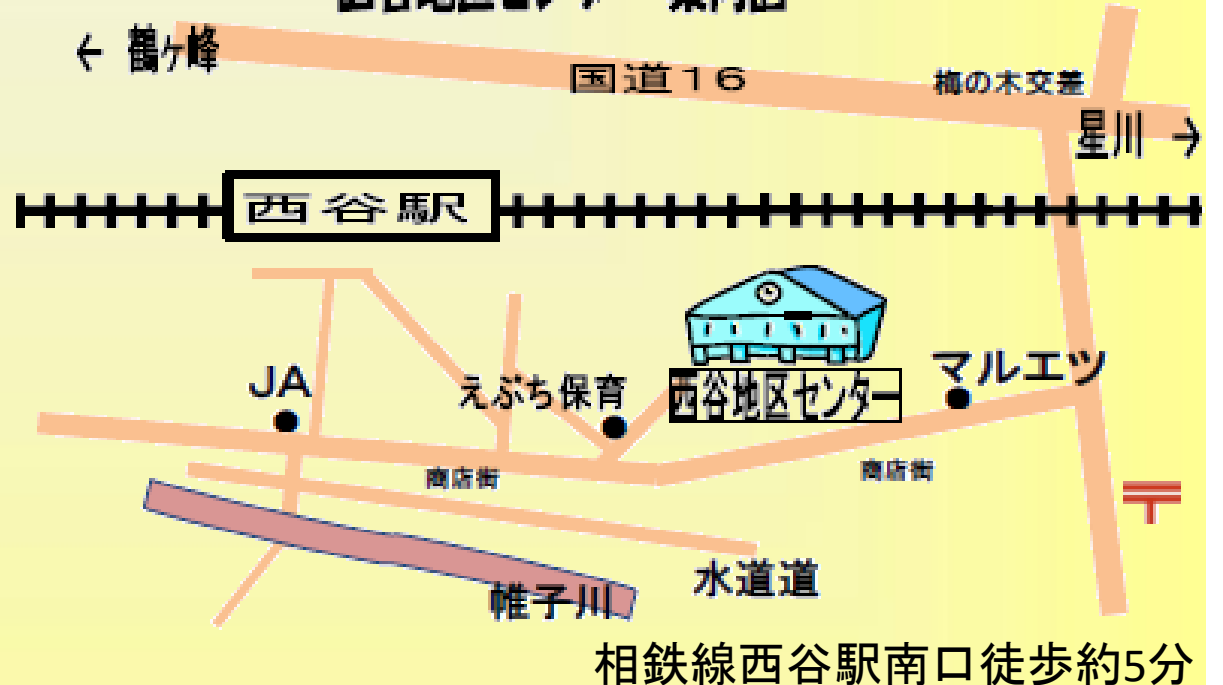 ← 鶴ヶ峰
国道16
梅の木交差
星川 →
西谷駅
JA
えぶち保育
西谷地区センター
マルエツ
商店街
商店街
〒
水道道
帷子川
相鉄線西谷駅南口徒歩約5分